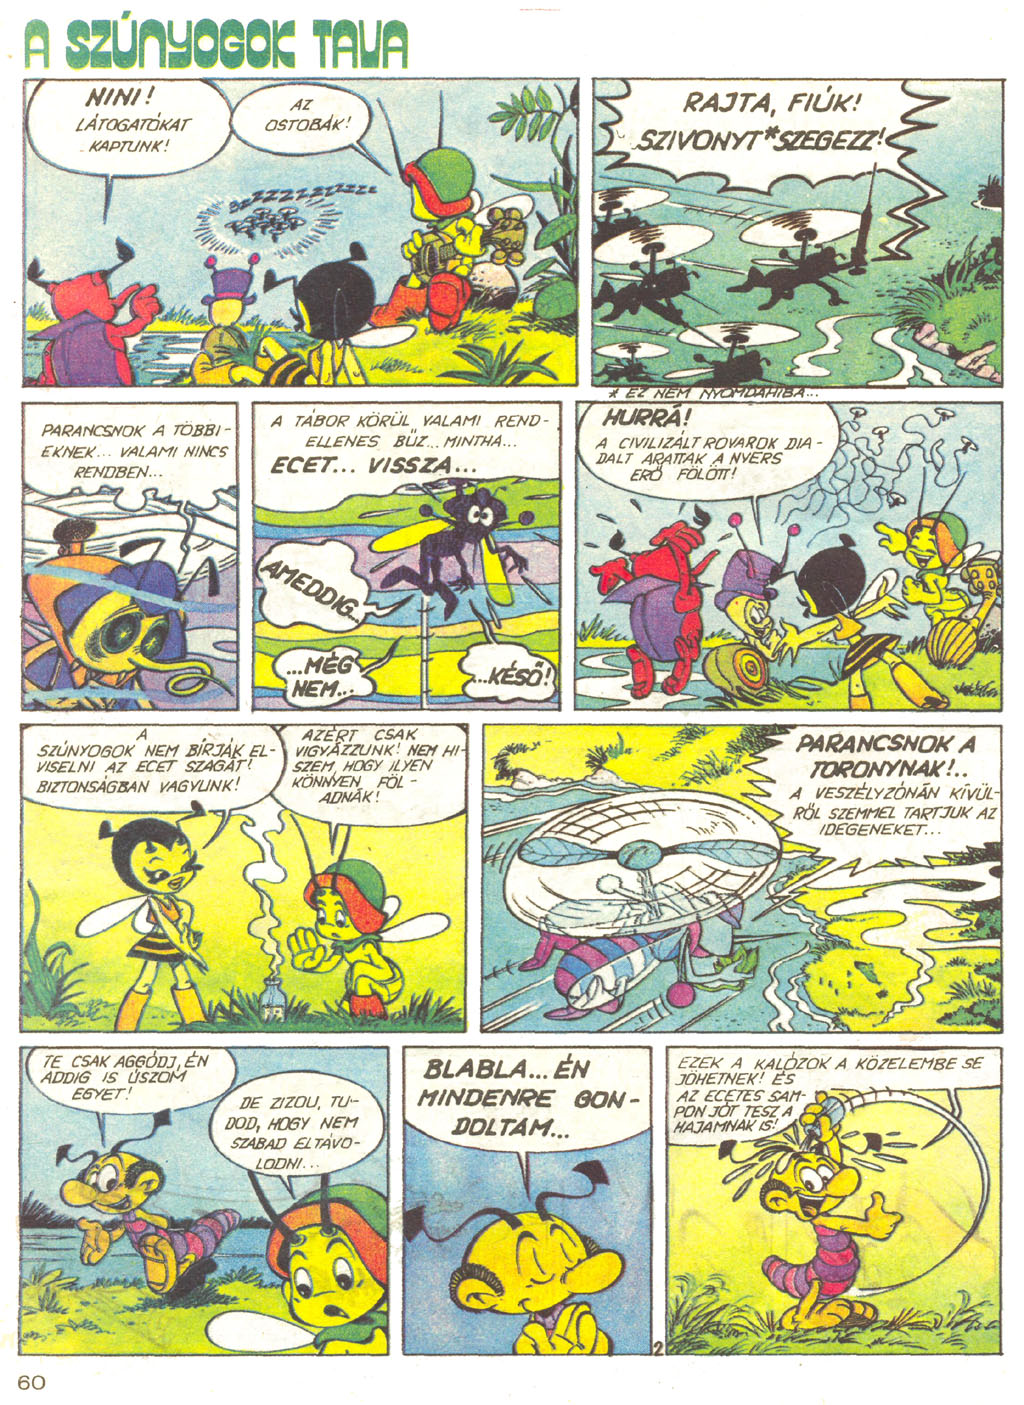 A SZÚNYOGOK TAVA
NINI!
LÁTOGATÓKAT
KAPTUNK!
AZ
OSTOBÁK!
BZZZZZZZZZZZZ
RAJTA, FIÚK!
SZIVONYT*SZEGEZZ!
* EZ NEM NYOMDAHIBA...
PARANCSNOK A TÖBBI-
EKNEK... VALAMI NINCS
RENDBEN...
A TÁBOR KÖRÜL VALAMI REND-
ELLENES BŰZ... MINTHA...
ECET... VISSZA...
AMEDDIG...
...MÉG
NEM...
...KÉSŐ!
HURRÁ!
A CIVILIZÁLT ROVAROK DIA-
DALT ARATTAK A NYERS
ERŐ FÖLÖTT!
A
SZÚNYOGOK NEM BÍRJÁK EL-
VISELNI AZ ECET SZAGÁT!
BIZTONSÁGBAN VAGYUNK!
AZÉRT CSAK
VIGYÁZZUNK! NEM HI-
SZEM, HOGY ILYEN
KÖNNYEN FÖL-
ADNÁK!
PARANCSNOK A
TORONYNAK!..
A VESZÉLYZÓNÁN KÍVÜL-
RŐL SZEMMEL TARTJUK AZ
IDEGENEKET...
TE CSAK AGGÓDJ, ÉN
ADDIG IS ÚSZOM
EGYET!
DE ZIZOU, TU-
DOD, HOGY NEM
SZABAD ELTÁVO-
LODNI...
BLABLA... ÉN
MINDENRE GON-
DOLTAM...
EZEK A KALÓZOK A KÖZELEMBE SE
JÖHETNEK! ÉS
AZ ECETES SAM-
PON JÓT TESZ A
HAJAMNAK IS!
2
60